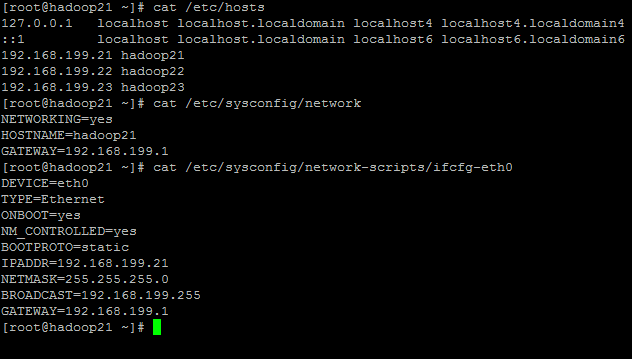 [root@hadoop21 ~]# cat /etc/hosts
127.0.0.1   localhost localhost.localdomain localhost4 localhost4.localdomain4
::1         localhost localhost.localdomain localhost6 localhost6.localdomain6
192.168.199.21 hadoop21
192.168.199.22 hadoop22
192.168.199.23 hadoop23
[root@hadoop21 ~]# cat /etc/sysconfig/network
NETWORKING=yes
HOSTNAME=hadoop21
GATEWAY=192.168.199.1
[root@hadoop21 ~]# cat /etc/sysconfig/network-scripts/ifcfg-eth0
DEVICE=eth0
TYPE=Ethernet
ONBOOT=yes
NM_CONTROLLED=yes
BOOTPROTO=static
IPADDR=192.168.199.21
NETMASK=255.255.255.0
BROADCAST=192.168.199.255
GATEWAY=192.168.199.1
[root@hadoop21 ~]#